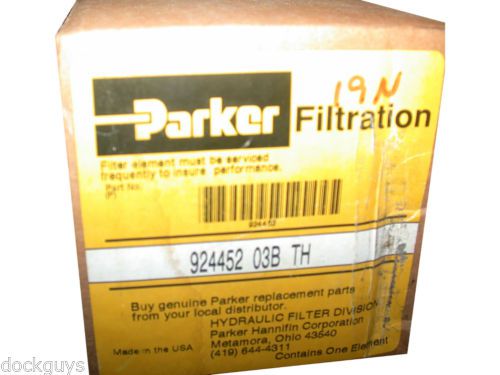 19N
Parker Filtration
Filter element must be serviced
frequently to insure performance.
Part No.
(P)
924452
924452 03B TH
Buy genuine Parker replacement parts
from your local distributor.
HYDRAULIC FILTER DIVISION
Parker Hannifin Corporation
Metamora, Ohio 43540
(419) 644-4311
Made in the USA
Contains One Element
dockguys